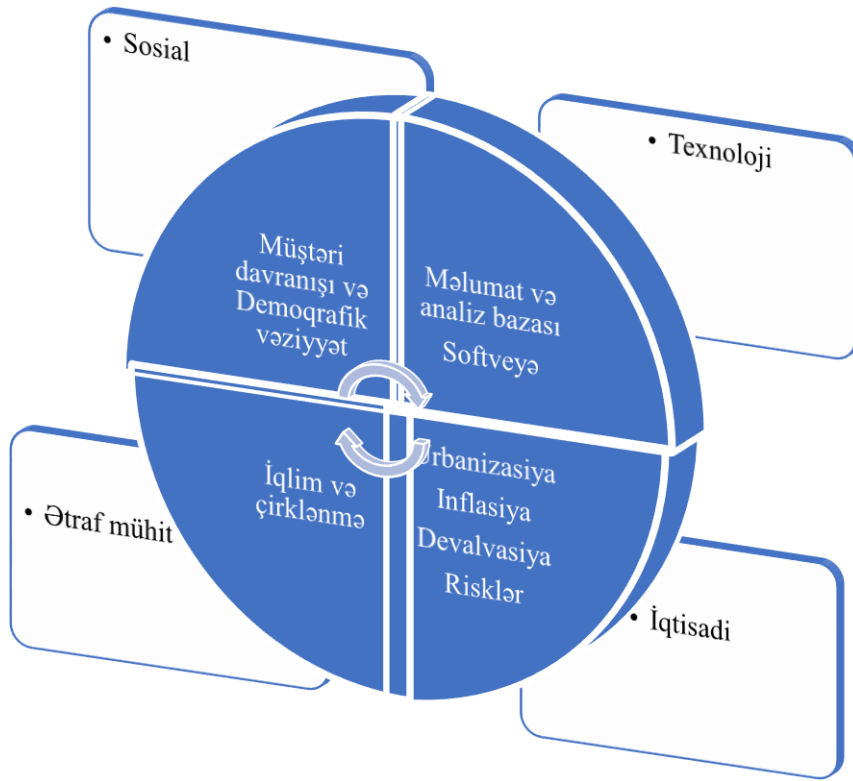 • Sosial
• Texnoloji
Müştəri
davranışı və
Demoqrafik
vəziyyət
Məlumat və
analiz bazası
Softveyə
İqlim və
çirklənmə
Urbanizasiya
Inflasiya
Devalvasiya
Risklər
• Ətraf mühit
• İqtisadi